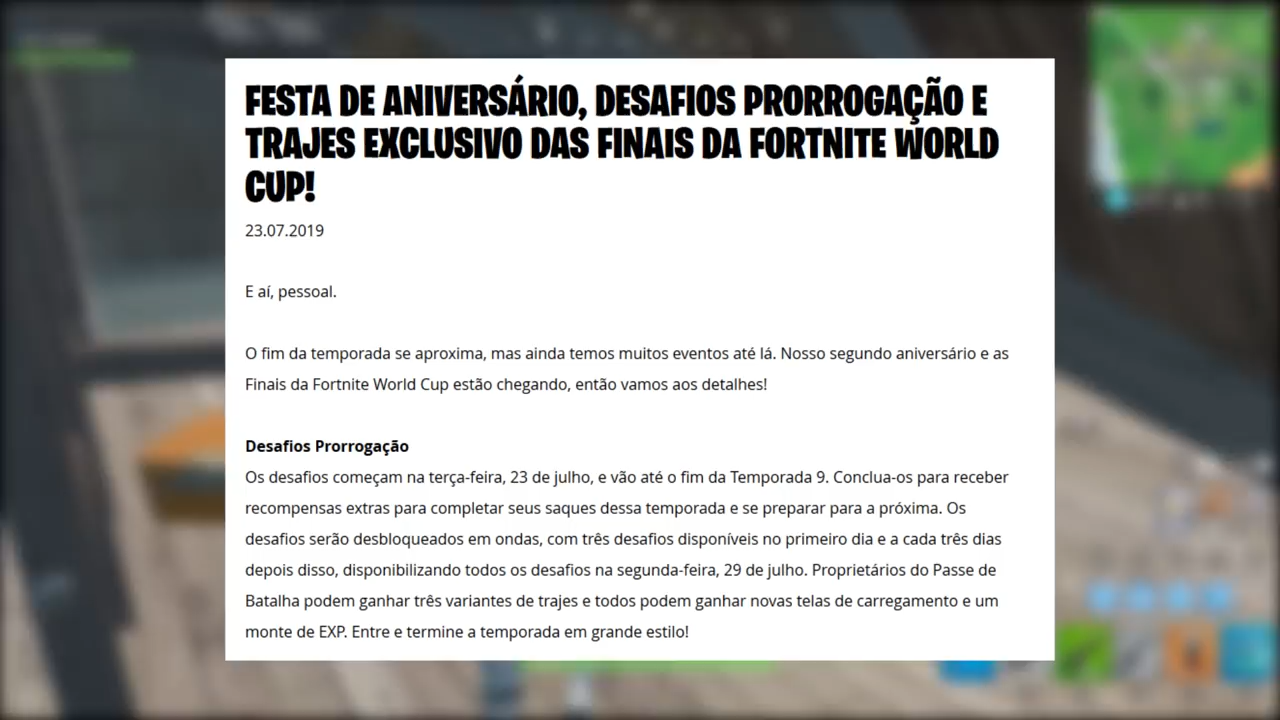 FESTA DE ANIVERSÁRIO, DESAFIOS PRORROGAÇÃO E
TRAJES EXCLUSIVO DAS FINAIS DA FORTNITE WORLD
CUP!
23.07.2019
E aí, pessoal.
O fim da temporada se aproxima, mas ainda temos muitos eventos até lá. Nosso segundo aniversário e as
Finais da Fortnite World Cup estão chegando, então vamos aos detalhes!
Desafios Prorrogação
Os desafios começam na terça-feira, 23 de julho, e vão até o fim da Temporada 9. Conclua-os para receber
recompensas extras para completar seus saques dessa temporada e se preparar para a próxima. Os
desafios serão desbloqueados em ondas, com três desafios disponíveis no primeiro dia e a cada três dias
depois disso, disponibilizando todos os desafios na segunda-feira, 29 de julho. Proprietários do Passe de
Batalha podem ganhar três variantes de trajes e todos podem ganhar novas telas de carregamento e um
monte de EXP. Entre e termine a temporada em grande estilo!